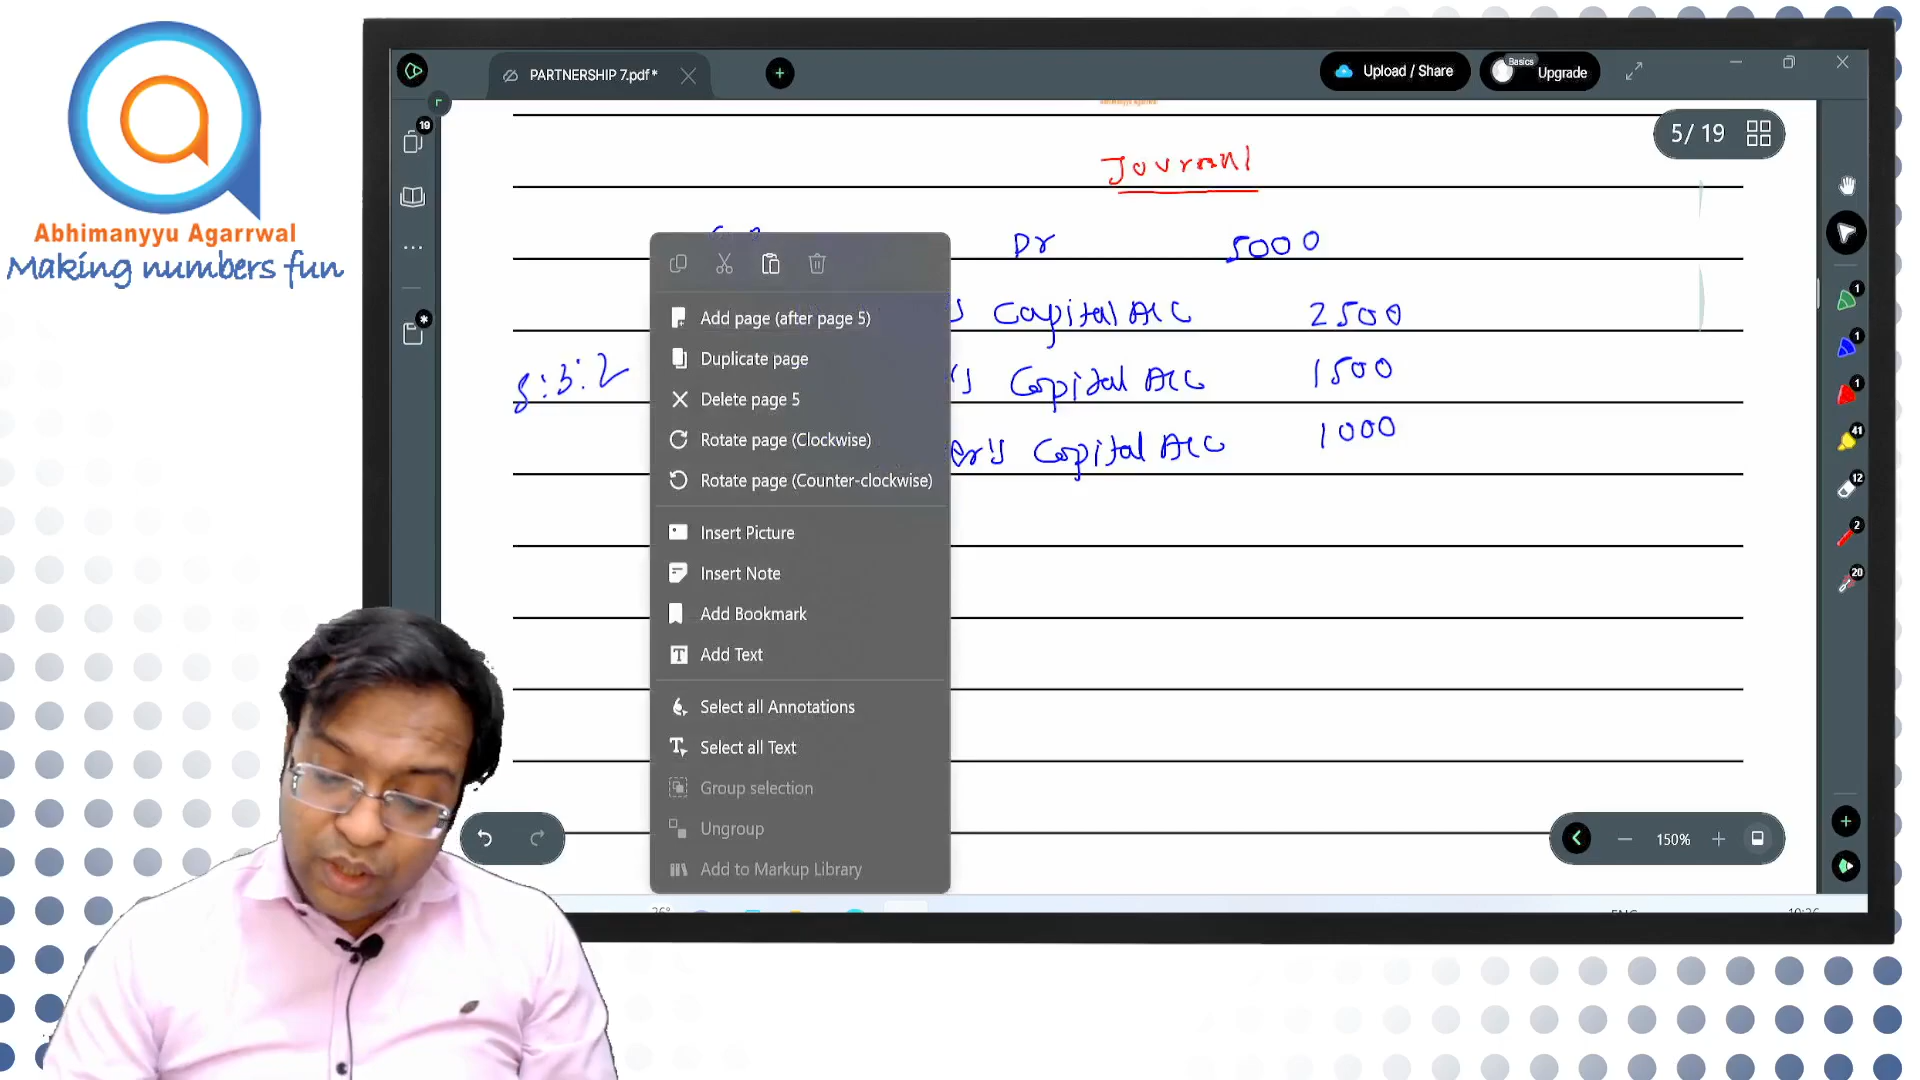 Abhimanyyu Agarrwal
Making numbers fun
PARTNERSHIP 7.pdf *
Upload / Share
Basics
Upgrade
19
5/ 19
Journal
Dr 5000
's Capital A/C 2500
5:3:2
's Capital A/C 1500
er's Capital A/C 1000
Add page (after page 5)
Duplicate page
Delete page 5
Rotate page (Clockwise)
Rotate page (Counter-clockwise)
Insert Picture
Insert Note
Add Bookmark
Add Text
Select all Annotations
Select all Text
Group selection
Ungroup
Add to Markup Library
1
1
1
41
12
2
20
150%